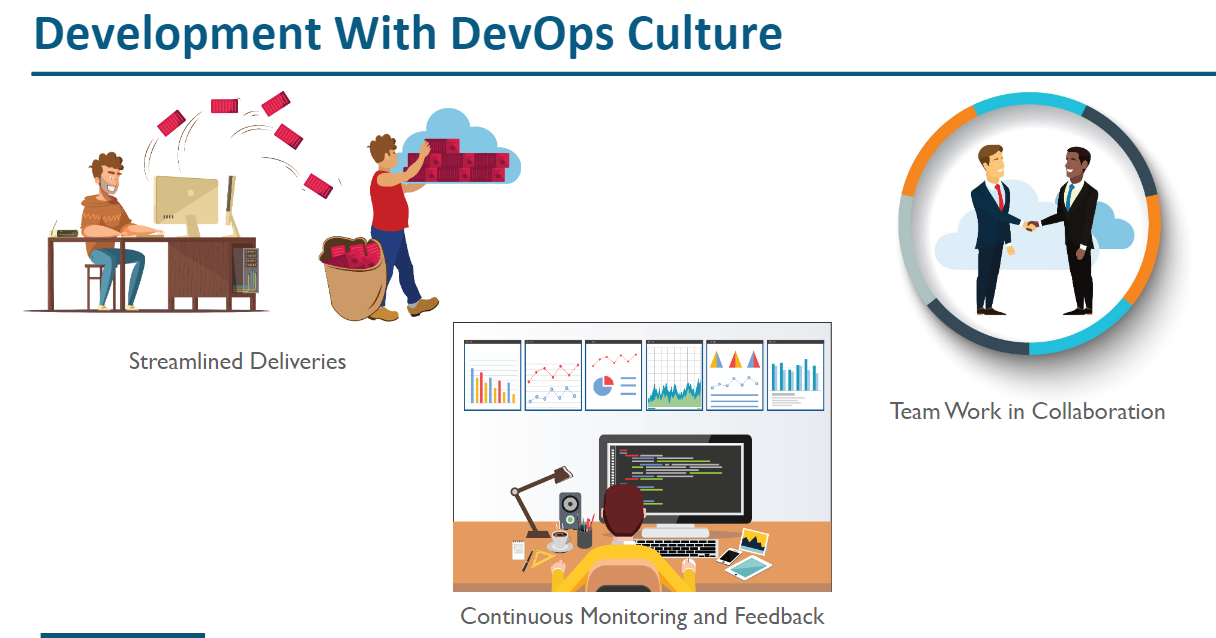 Development With DevOps Culture
Streamlined Deliveries
Team Work in Collaboration
Continuous Monitoring and Feedback